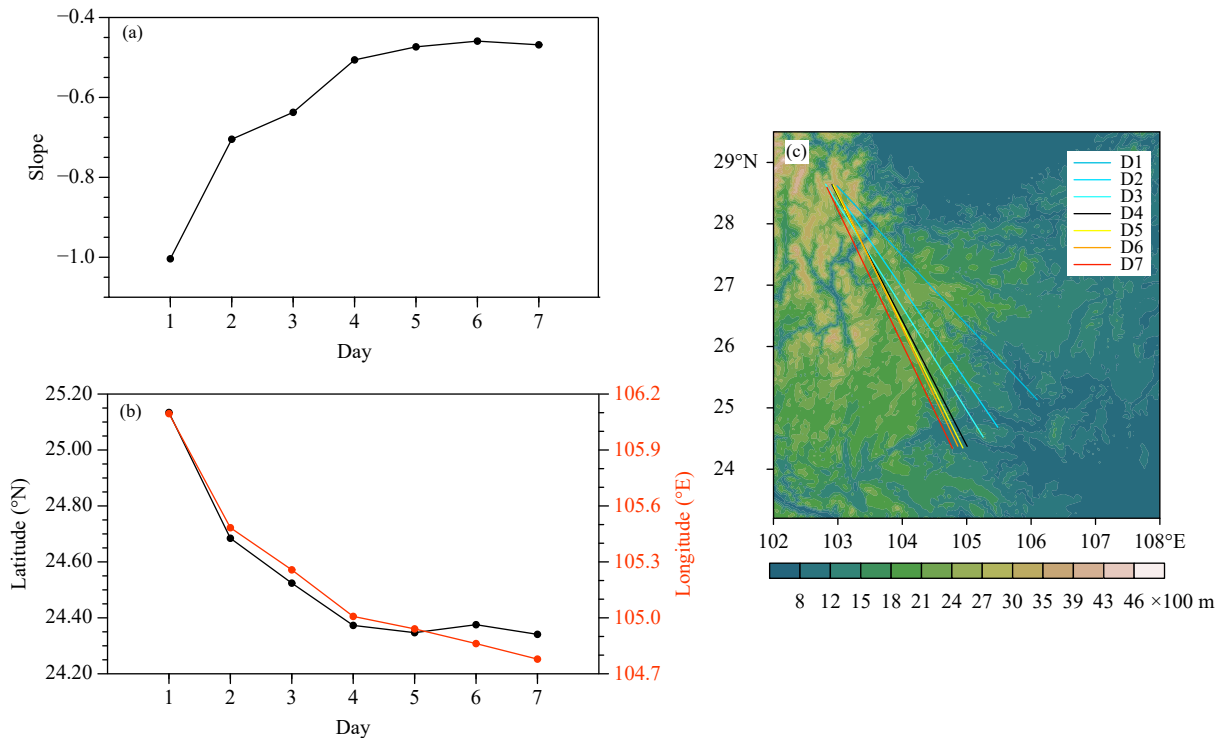 (a)
Slope
−0.4
−0.6
−0.8
−1.0
1 2 3 4 5 6 7
Day
(b)
Latitude (°N)
25.20
25.00
24.80
24.60
24.40
24.20
106.2
105.9
105.6
105.3
105.0
104.7
Longitude (°E)
1 2 3 4 5 6 7
Day
(c)
29°N
28
27
26
25
24
D1
D2
D3
D4
D5
D6
D7
102 103 104 105 106 107 108°E
8 12 15 18 21 24 27 30 35 39 43 46 ×100 m